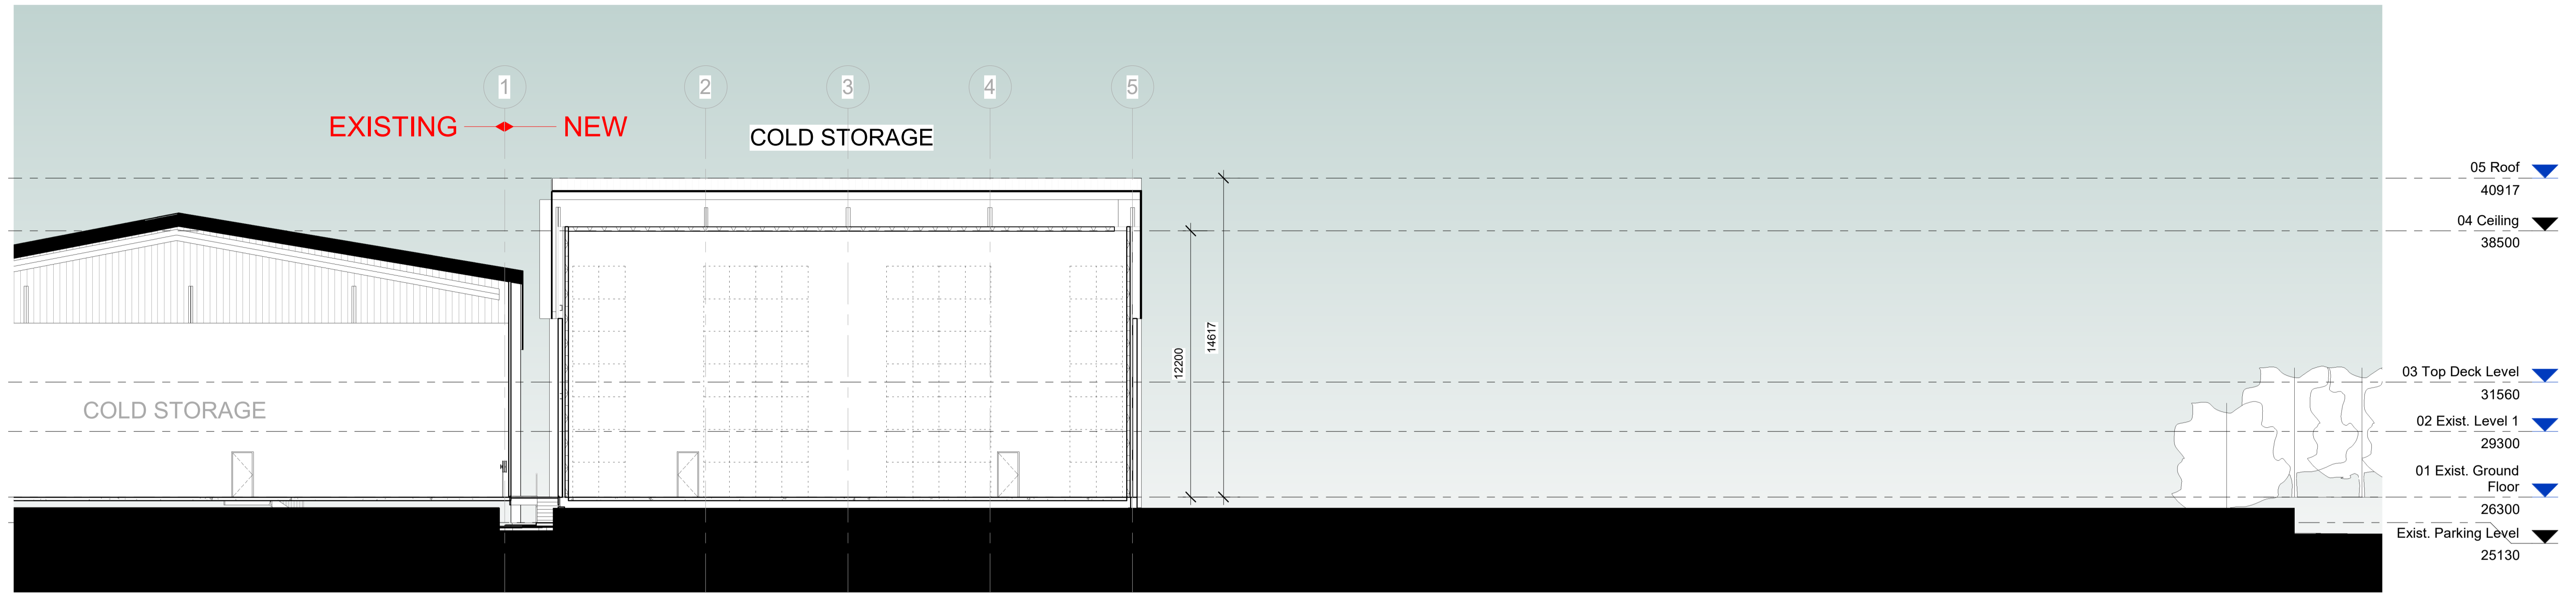 1
2
3
4
5
EXISTING
NEW
COLD STORAGE
05 Roof
40917
04 Ceiling
38500
14617
12200
03 Top Deck Level
31560
COLD STORAGE
02 Exist. Level 1
29300
01 Exist. Ground
Floor
26300
Exist. Parking Level
25130